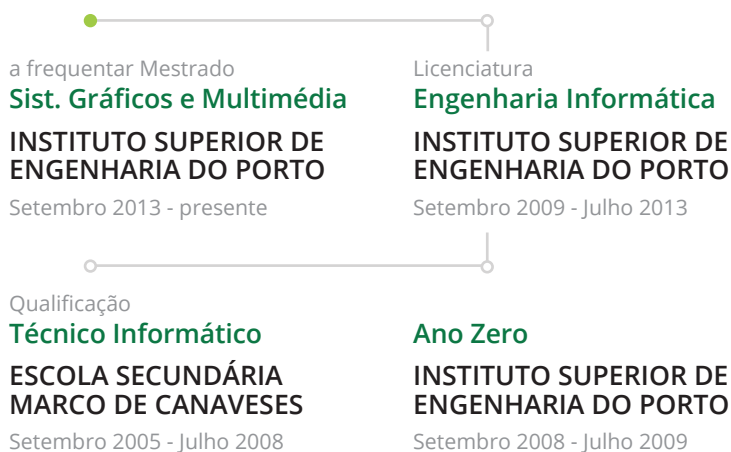 a frequentar Mestrado
Sist. Gráficos e Multimédia
INSTITUTO SUPERIOR DE
ENGENHARIA DO PORTO
Setembro 2013 - presente
Licenciatura
Engenharia Informática
INSTITUTO SUPERIOR DE
ENGENHARIA DO PORTO
Setembro 2009 - Julho 2013
Qualificação
Técnico Informático
ESCOLA SECUNDÁRIA
MARCO DE CANAVESES
Setembro 2005 - Julho 2008
Ano Zero
INSTITUTO SUPERIOR DE
ENGENHARIA DO PORTO
Setembro 2008 - Julho 2009